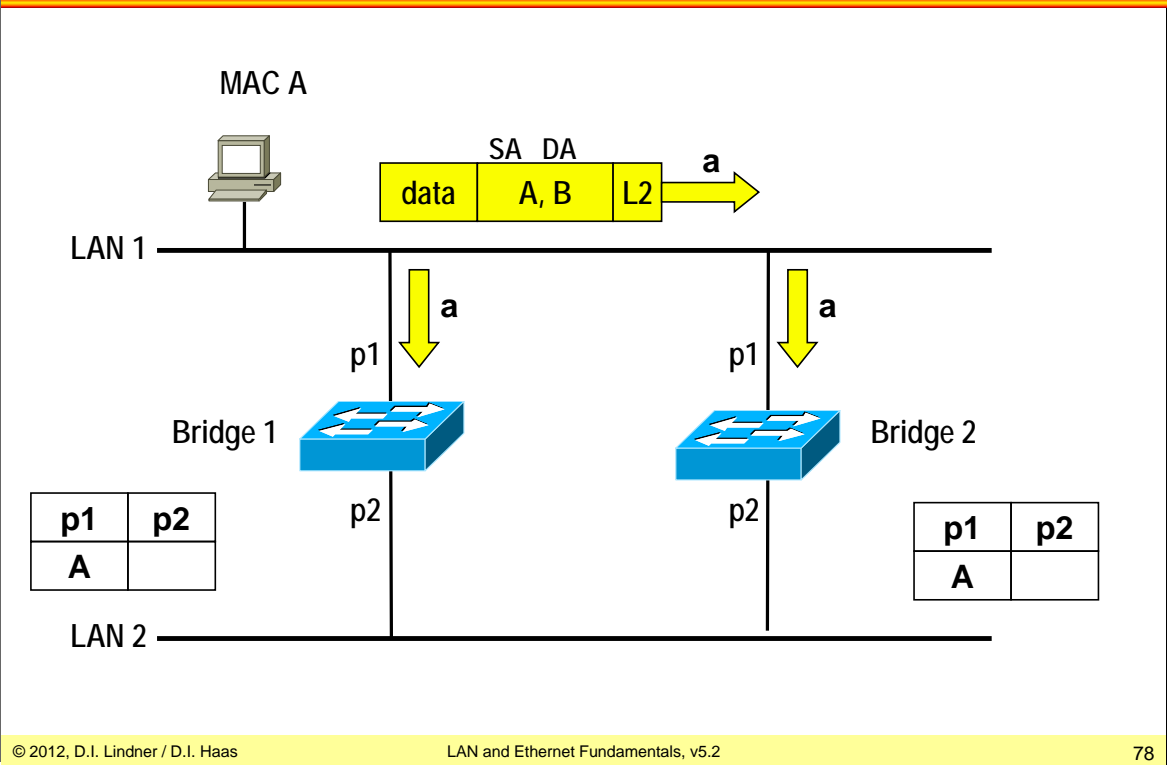 MAC A
SA DA
data A, B L2 a
LAN 1
a a
p1 p1
Bridge 1 Bridge 2
p2 p2
p1 p2
A
p1 p2
A
LAN 2
© 2012, D.I. Lindner / D.I. Haas LAN and Ethernet Fundamentals, v5.2 78